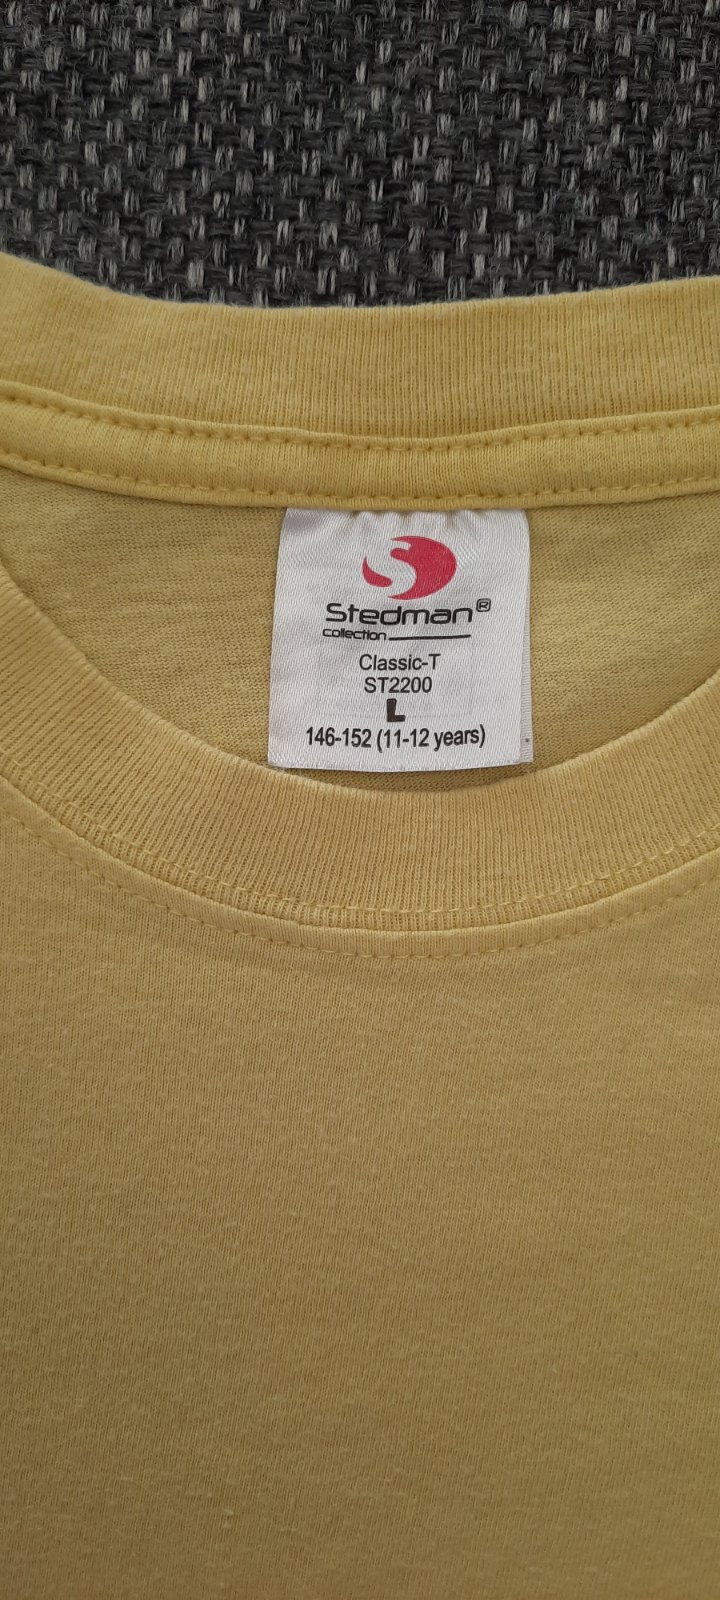 S
Stedman®
collection
Classic-T
ST2200
L
146-152 (11-12 years)